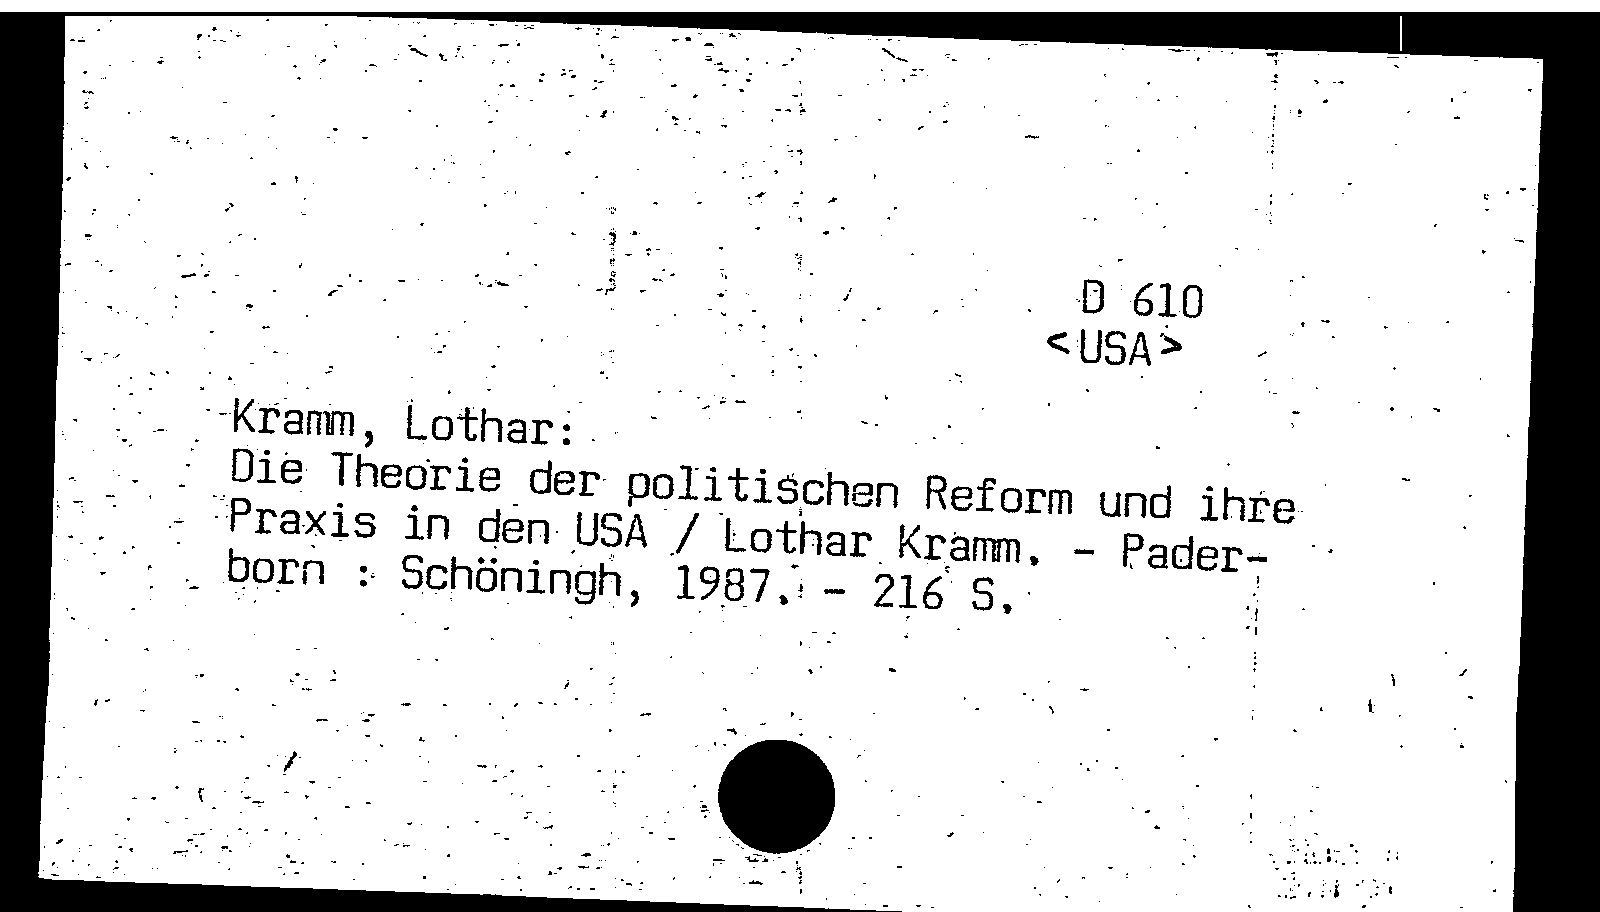 D 610
<USA>
Kramm, Lothar:
Die Theorie der politischen Reform und ihre
Praxis in den USA / Lothar Kramm. - Pader-
born : Schöningh, 1987. - 216 S.